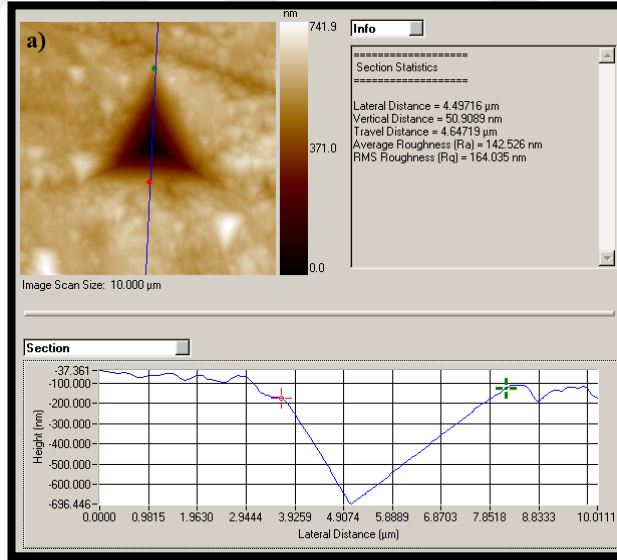 a)
nm
741.9
371.0
0.0
Image Scan Size: 10.000 µm
Info
===================
Section Statistics
===================
Lateral Distance = 4.49716 µm
Vertical Distance = 50.9089 nm
Travel Distance = 4.64719 µm
Average Roughness (Ra) = 142.526 nm
RMS Roughness (Rq) = 164.035 nm
Section
Height (nm)
-37.361
-100.000
-200.000
-300.000
-400.000
-500.000
-600.000
-696.446
0.0000 0.9815 1.9630 2.9444 3.9259 4.9074 5.8889 6.8703 7.8518 8.8333 10.0111
Lateral Distance (µm)